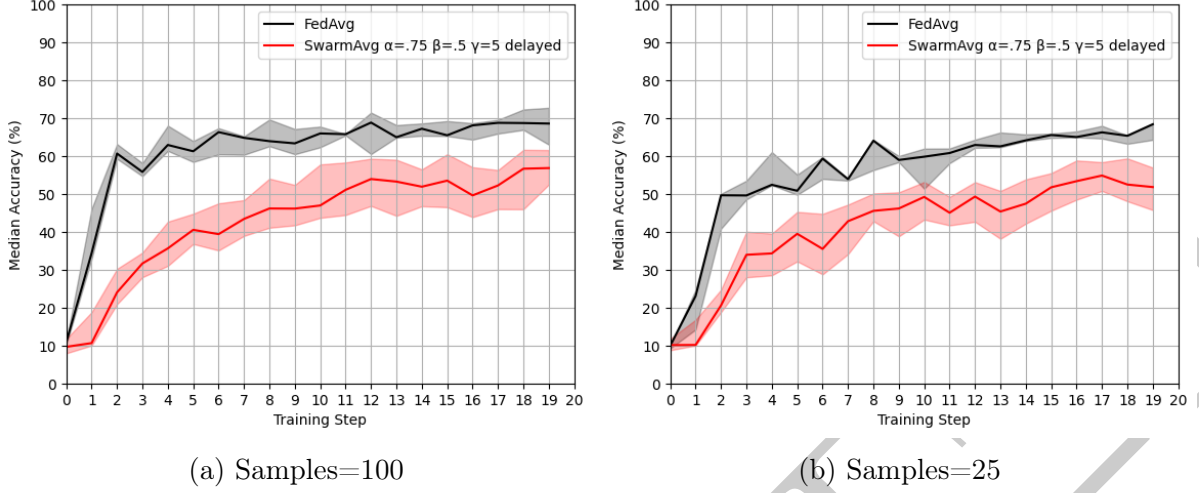 100
90
80
70
60
50
40
30
20
10
0
Median Accuracy (%)
FedAvg
SwarmAvg α=.75 β=.5 γ=5 delayed
0 1 2 3 4 5 6 7 8 9 10 11 12 13 14 15 16 17 18 19 20
Training Step
(a) Samples=100
100
90
80
70
60
50
40
30
20
10
0
Median Accuracy (%)
FedAvg
SwarmAvg α=.75 β=.5 γ=5 delayed
0 1 2 3 4 5 6 7 8 9 10 11 12 13 14 15 16 17 18 19 20
Training Step
(b) Samples=25